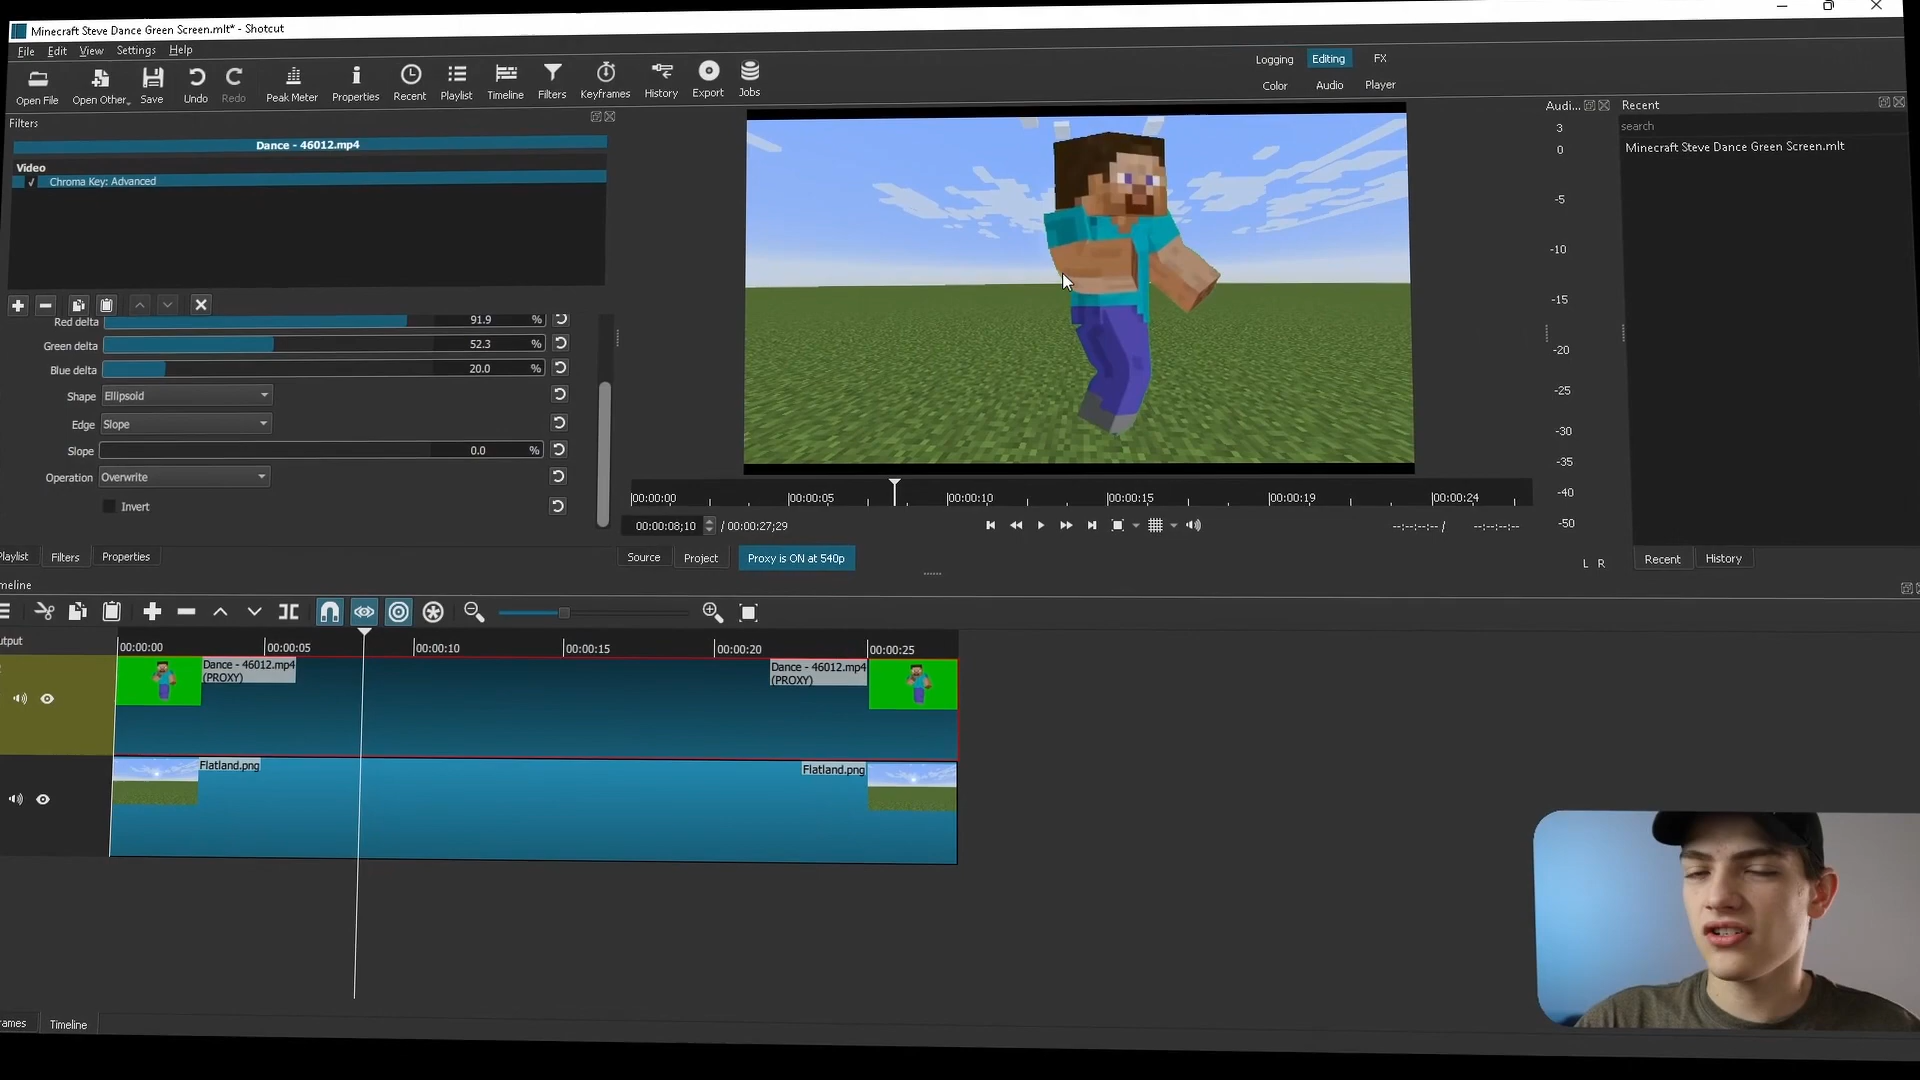 Minecraft Steve Dance Green Screen.mlt* - Shotcut
File Edit View Settings Help
Open File Open Other... Save Undo Redo Peak Meter Properties Recent Playlist Timeline Filters Keyframes History Export Jobs
Logging Editing FX
Color Audio Player
Filters
Audi...
Recent
Dance - 46012.mp4
search
Video
Minecraft Steve Dance Green Screen.mlt
Chroma Key: Advanced
3
0
-5
-10
-15
-20
-25
-30
-35
-40
-50
L R
Red delta 91.9 %
Green delta 52.3 %
Blue delta 20.0 %
Shape Ellipsoid
Edge Slope
Slope 0.0 %
Operation Overwrite
Invert
00:00:00 00:00:05 00:00:10 00:00:15 00:00:19 00:00:24
00:00:08;10 / 00:00:27;29 --:--:--:-- / --:--:--:--
laylist Filters Properties
Source Project Proxy is ON at 540p
Recent History
meline
utput
00:00:00 00:00:05 00:00:10 00:00:15 00:00:20 00:00:25
Dance - 46012.mp4
(PROXY)
Dance - 46012.mp4
(PROXY)
Flatland.png
Flatland.png
rames Timeline